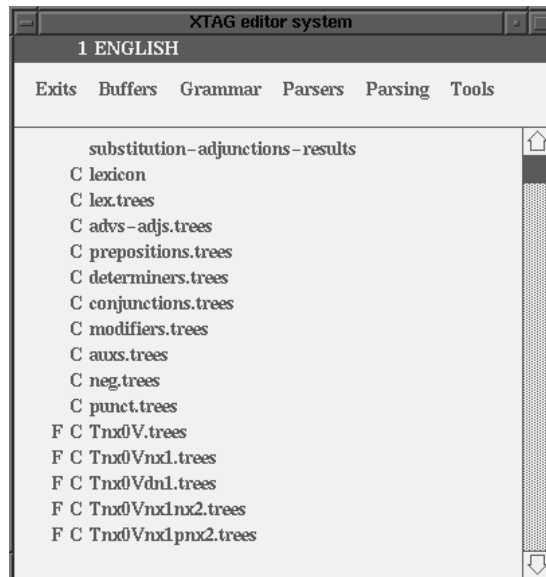 XTAG editor system
1 ENGLISH
Exits Buffers Grammar Parsers Parsing Tools
substitution-adjunctions-results
C lexicon
C lex.trees
C advs-adjs.trees
C prepositions.trees
C determiners.trees
C conjunctions.trees
C modifiers.trees
C auxs.trees
C neg.trees
C punct.trees
F C Tnx0V.trees
F C Tnx0Vnx1.trees
F C Tnx0Vdn1.trees
F C Tnx0Vnx1nx2.trees
F C Tnx0Vnx1pnx2.trees